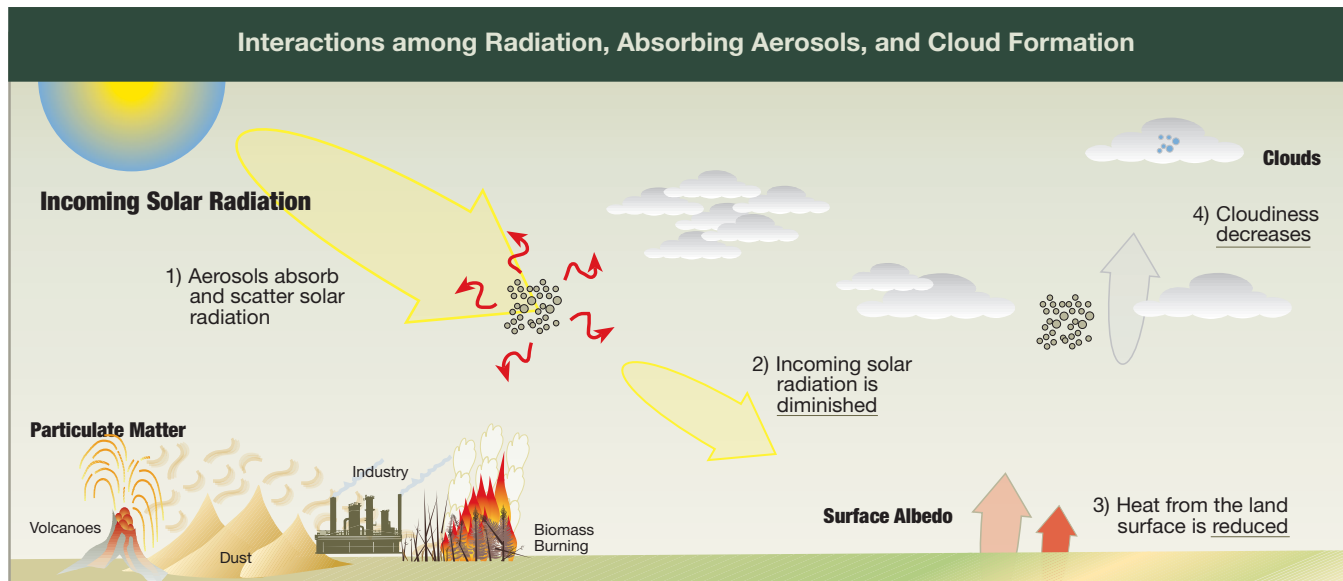 Interactions among Radiation, Absorbing Aerosols, and Cloud Formation
Incoming Solar Radiation
1) Aerosols absorb
and scatter solar
radiation
2) Incoming solar
radiation is
diminished
Clouds
4) Cloudiness
decreases
Particulate Matter
Volcanoes
Dust
Industry
Biomass
Burning
Surface Albedo
3) Heat from the land
surface is reduced